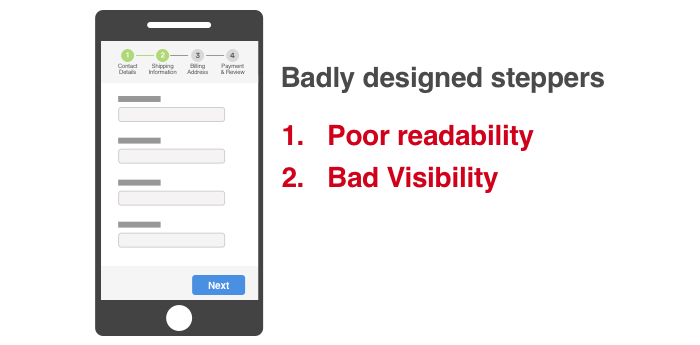 1 2 3 4
Contact Shipping Billing Payment
Details Information Address & Review
Next
Badly designed steppers
1. Poor readability
2. Bad Visibility